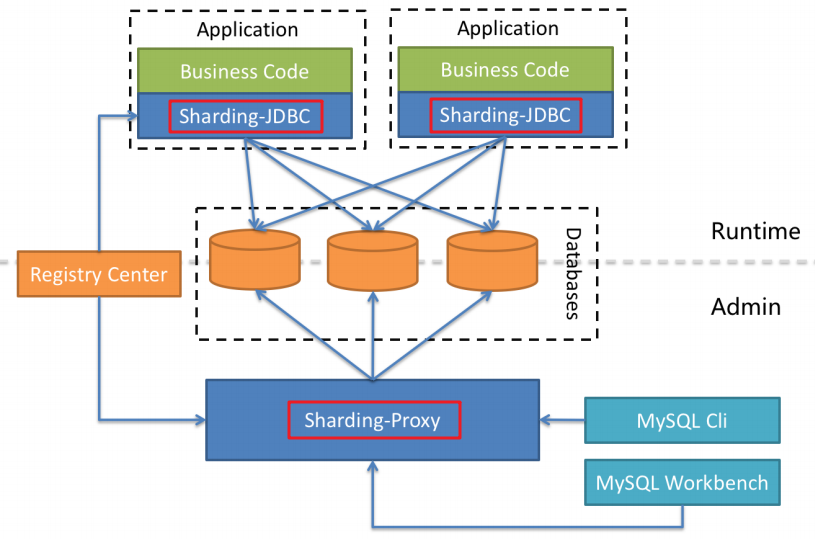 Application
Application
Business Code
Business Code
Sharding-JDBC
Sharding-JDBC
Databases
Runtime
Registry Center
Admin
Sharding-Proxy
MySQL Cli
MySQL Workbench